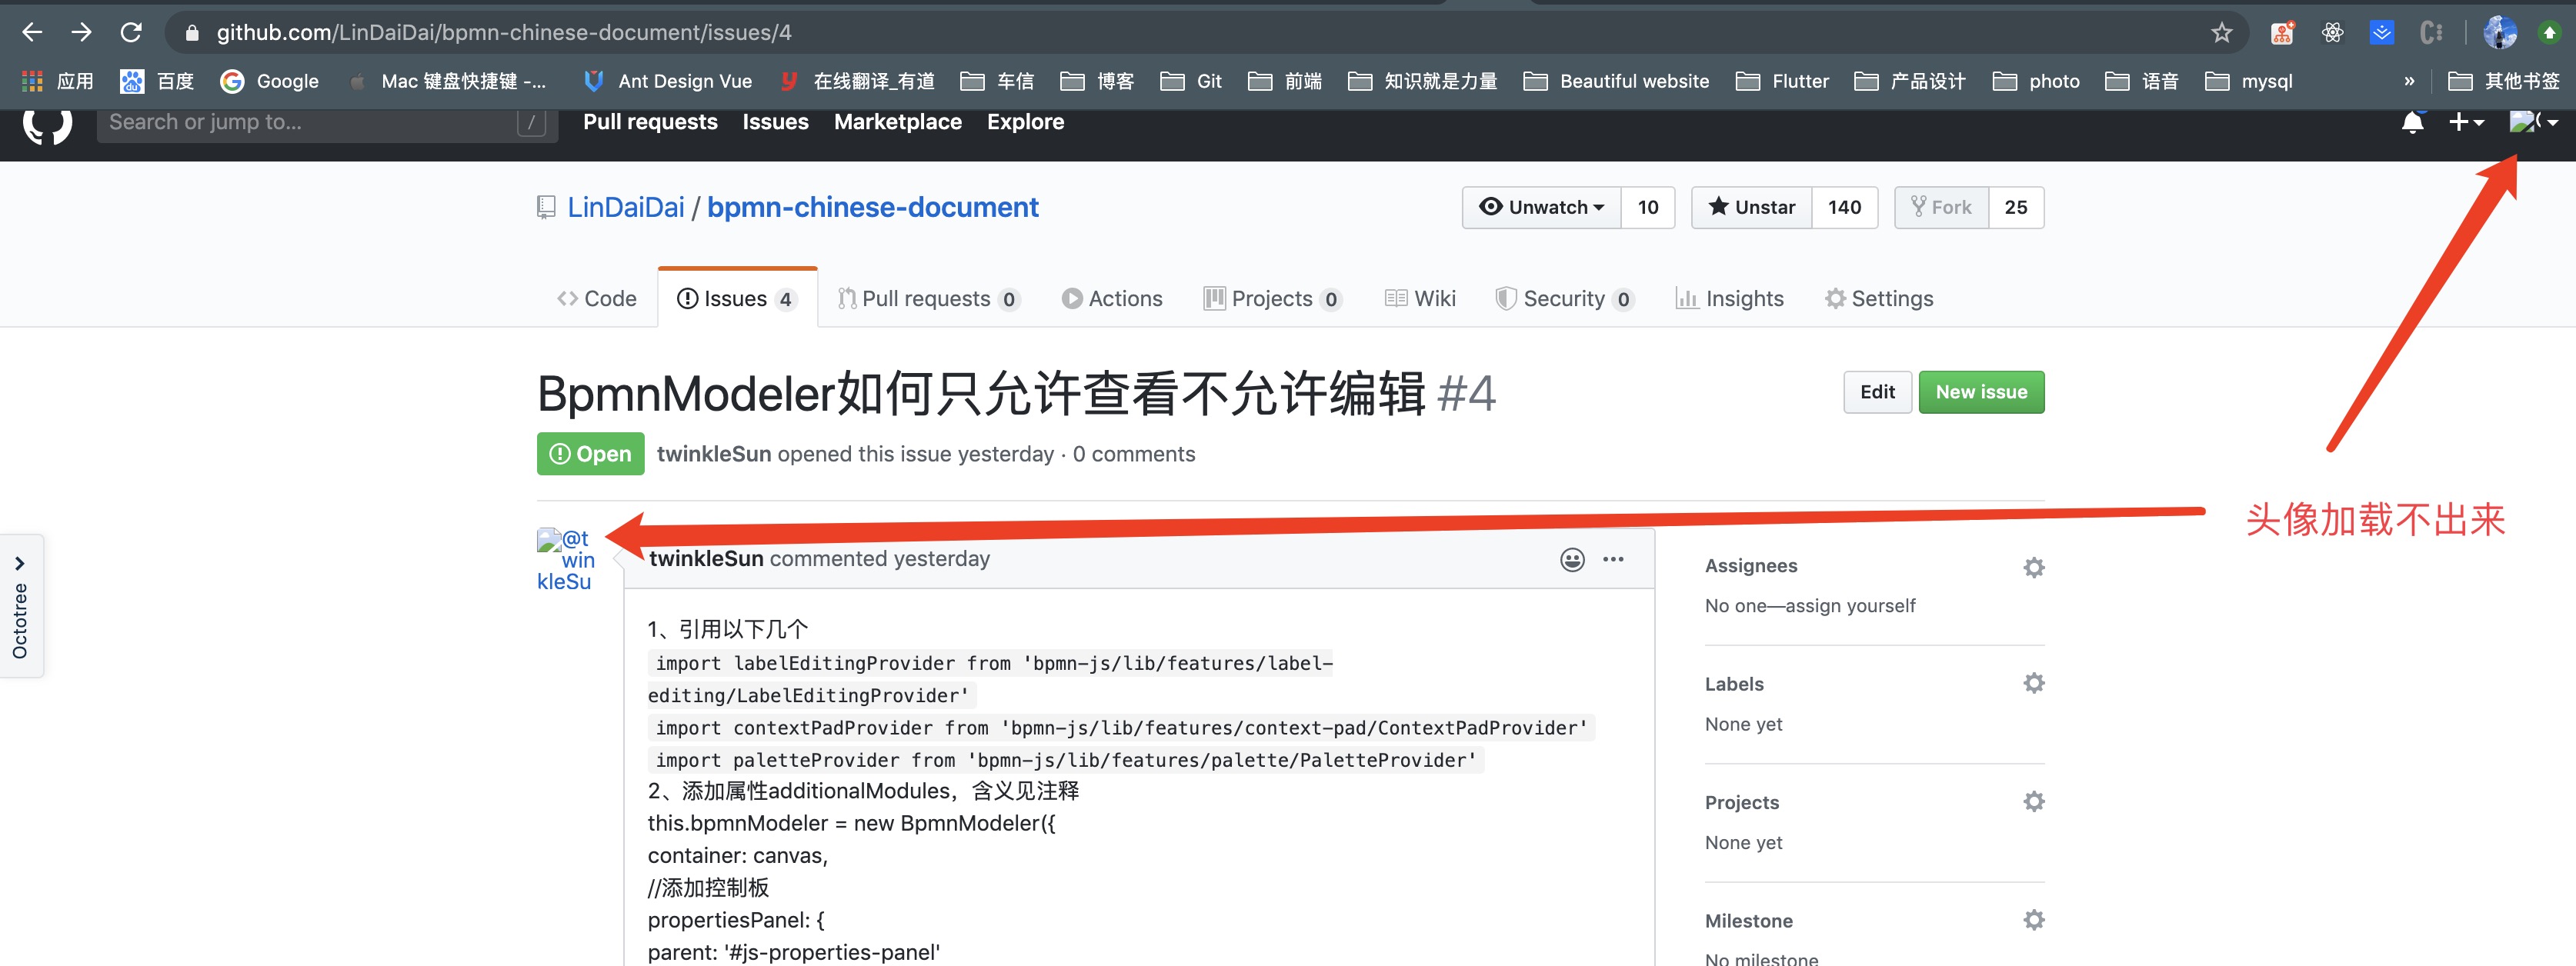 github.com/LinDaiDai/bpmn-chinese-document/issues/4
应用 百度 Google Mac 键盘快捷键 -... Ant Design Vue 在线翻译_有道 车信 博客 Git 前端 知识就是力量 Beautiful website Flutter 产品设计 photo 语音 mysql » 其他书签
Search or jump to... / Pull requests Issues Marketplace Explore
LinDaiDai / bpmn-chinese-document Unwatch 10 Unstar 140 Fork 25
Code Issues 4 Pull requests 0 Actions Projects 0 Wiki Security 0 Insights Settings
BpmnModeler如何只允许查看不允许编辑 #4 Edit New issue
Open twinkleSun opened this issue yesterday · 0 comments
头像加载不出来
@t
win
kleSu
twinkleSun commented yesterday
Octotree
1、引用以下几个
import labelEditingProvider from 'bpmn-js/lib/features/label-
editing/LabelEditingProvider'
import contextPadProvider from 'bpmn-js/lib/features/context-pad/ContextPadProvider'
import paletteProvider from 'bpmn-js/lib/features/palette/PaletteProvider'
2、添加属性additionalModules，含义见注释
this.bpmnModeler = new BpmnModeler({
container: canvas,
//添加控制板
propertiesPanel: {
parent: '#js-properties-panel'
Assignees
No one—assign yourself
Labels
None yet
Projects
None yet
Milestone
No milestone